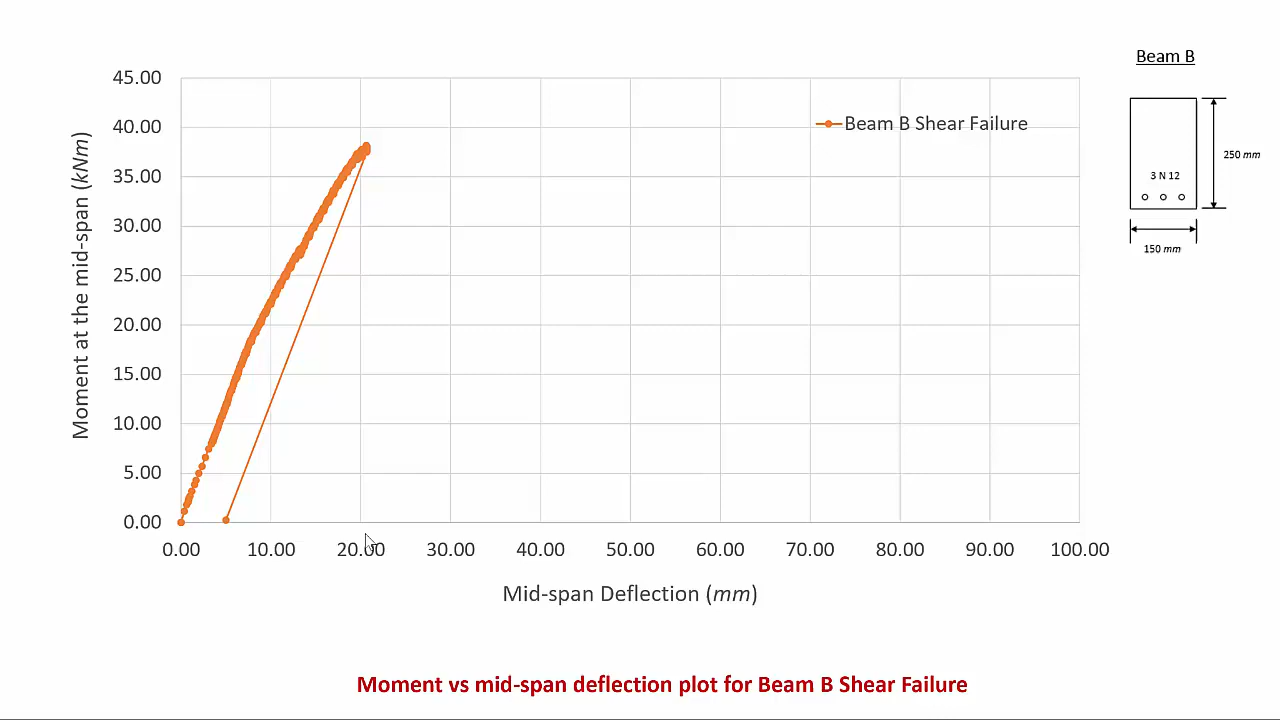 Beam B
45.00
40.00
35.00
30.00
25.00
20.00
15.00
10.00
5.00
0.00
Moment at the mid-span (kNm)
Beam B Shear Failure
250 mm
3 N 12
150 mm
0.00 10.00 20.00 30.00 40.00 50.00 60.00 70.00 80.00 90.00 100.00
Mid-span Deflection (mm)
Moment vs mid-span deflection plot for Beam B Shear Failure